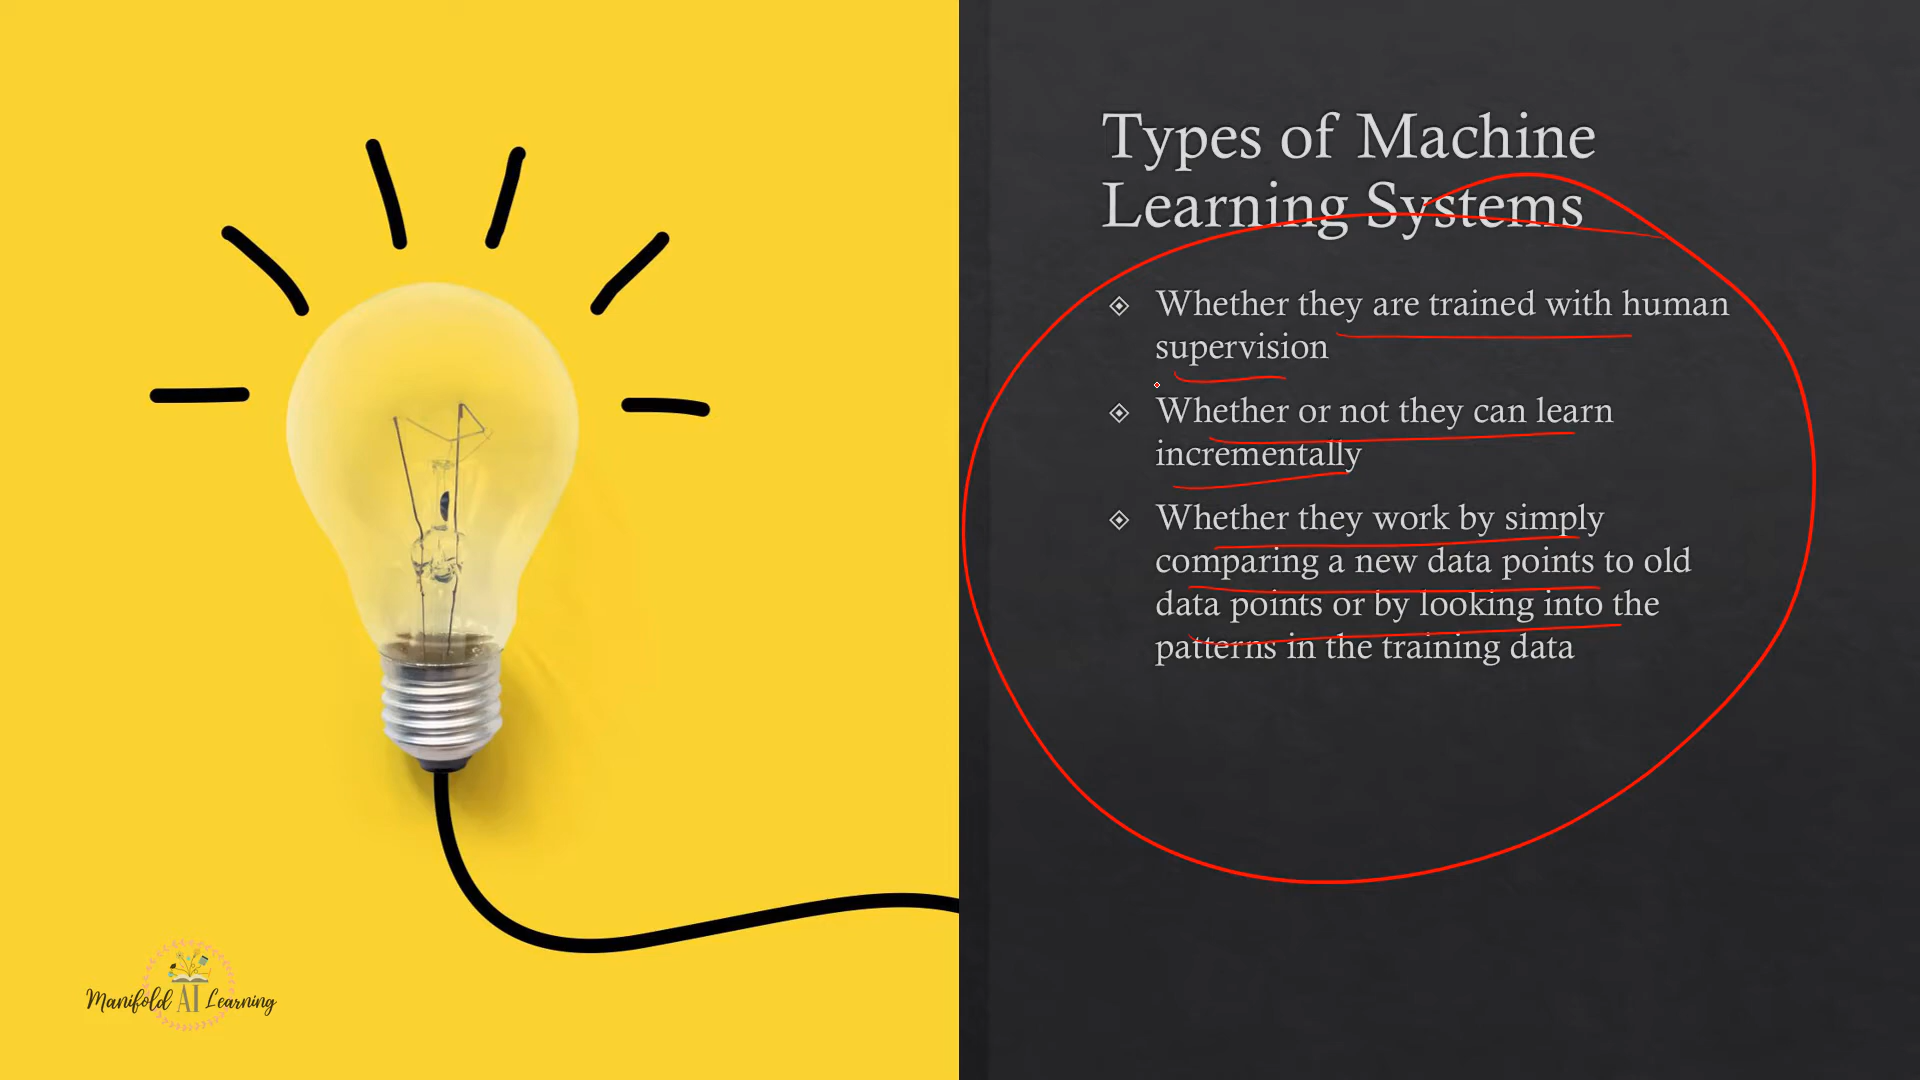 Types of Machine
Learning Systems
Whether they are trained with human
supervision
Whether or not they can learn
incrementally
Whether they work by simply
comparing a new data points to old
data points or by looking into the
patterns in the training data
Manifold AI Learning